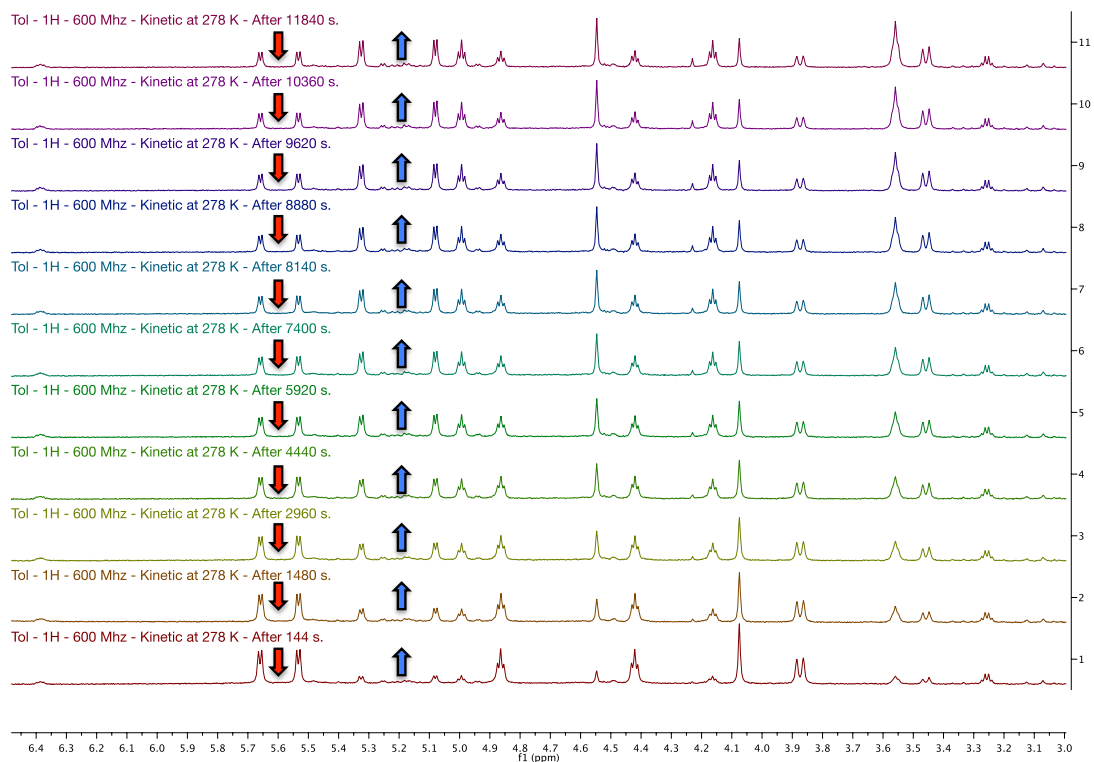 Tol - 1H - 600 Mhz - Kinetic at 278 K - After 11840 s.
11
Tol - 1H - 600 Mhz - Kinetic at 278 K - After 10360 s.
10
Tol - 1H - 600 Mhz - Kinetic at 278 K - After 9620 s.
9
Tol - 1H - 600 Mhz - Kinetic at 278 K - After 8880 s.
8
Tol - 1H - 600 Mhz - Kinetic at 278 K - After 8140 s.
7
Tol - 1H - 600 Mhz - Kinetic at 278 K - After 7400 s.
6
Tol - 1H - 600 Mhz - Kinetic at 278 K - After 5920 s.
5
Tol - 1H - 600 Mhz - Kinetic at 278 K - After 4440 s.
4
Tol - 1H - 600 Mhz - Kinetic at 278 K - After 2960 s.
3
Tol - 1H - 600 Mhz - Kinetic at 278 K - After 1480 s.
2
Tol - 1H - 600 Mhz - Kinetic at 278 K - After 144 s.
1
6.4 6.3 6.2 6.1 6.0 5.9 5.8 5.7 5.6 5.5 5.4 5.3 5.2 5.1 5.0 4.9 4.8 4.7 4.6 4.5 4.4 4.3 4.2 4.1 4.0 3.9 3.8 3.7 3.6 3.5 3.4 3.3 3.2 3.1 3.0
f1 (ppm)